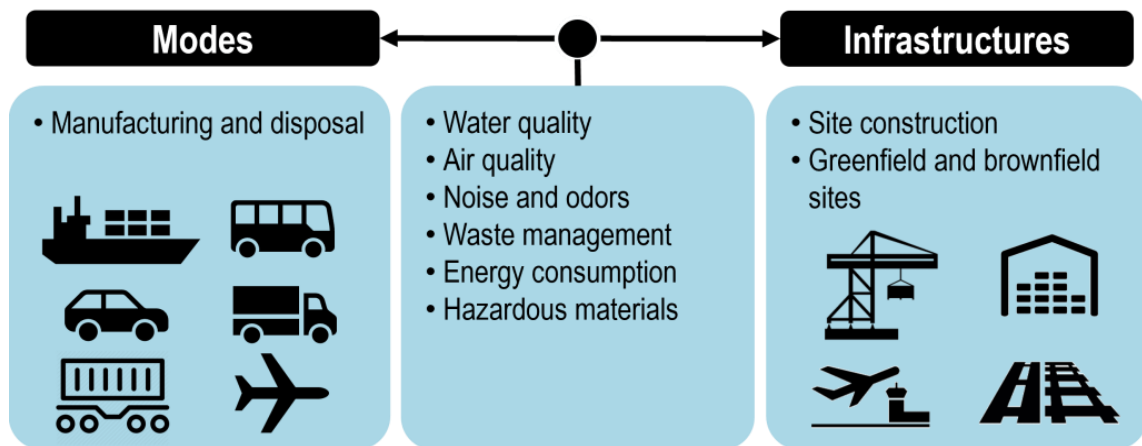 Modes
Infrastructures
• Manufacturing and disposal
• Water quality
• Air quality
• Noise and odors
• Waste management
• Energy consumption
• Hazardous materials
• Site construction
• Greenfield and brownfield
sites